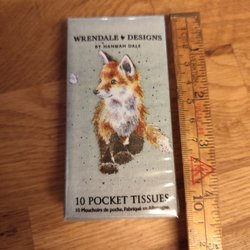 WRENDALE DESIGNS
BY HANNAH DALE
10 POCKET TISSUES
10 Mouchoirs de poche, Fabriqué en Allemagne